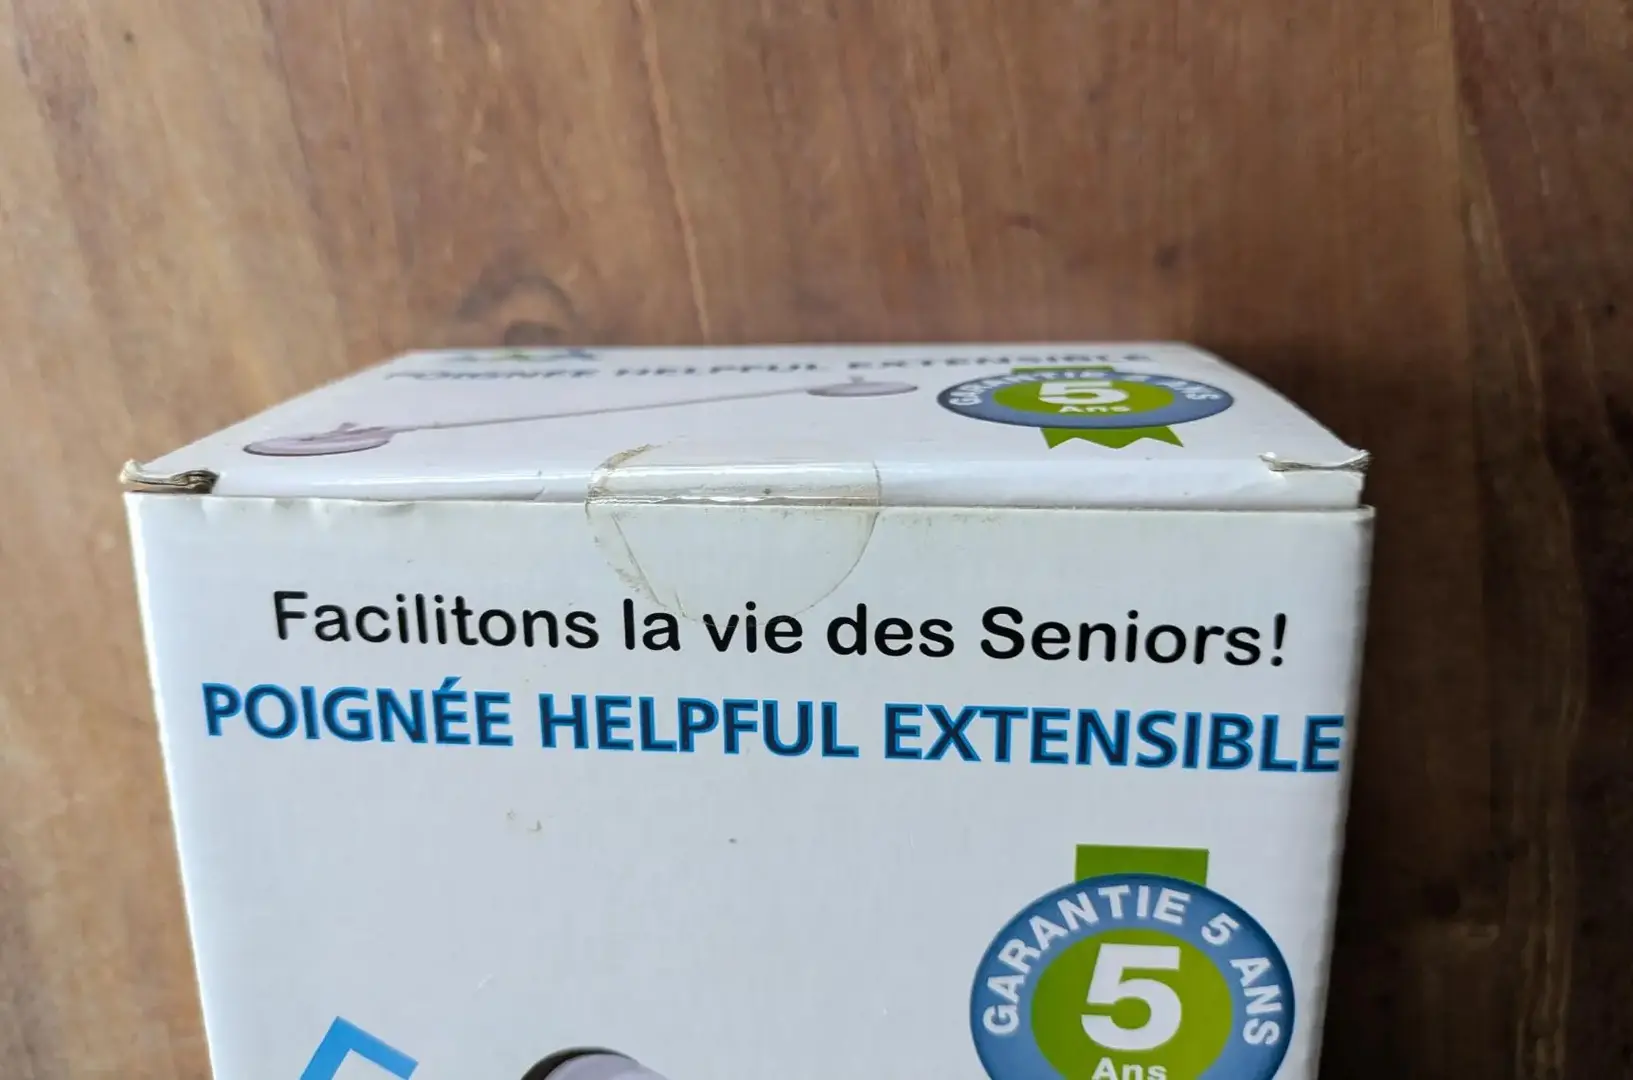 POIGNÉE HELPFUL EXTENSIBLE
GARANTIE 5 ANS
5
Ans
Facilitons la vie des Seniors!
POIGNÉE HELPFUL EXTENSIBLE
GARANTIE 5 ANS
5
Ans